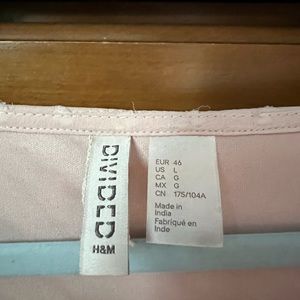 DIVIDED
H&M
EUR 46
US L
CA G
MX G
CN 175/104A
Made in
India
Fabriqué en
Inde